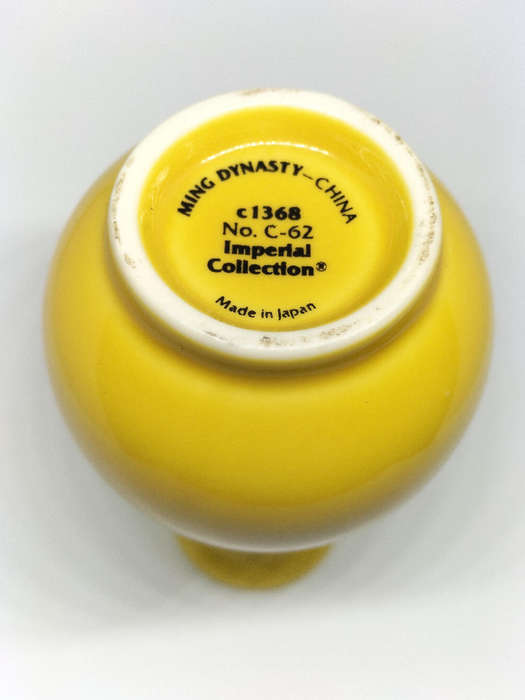 MING DYNASTY–CHINA
c1368
No. C-62
Imperial
Collection®
Made in Japan